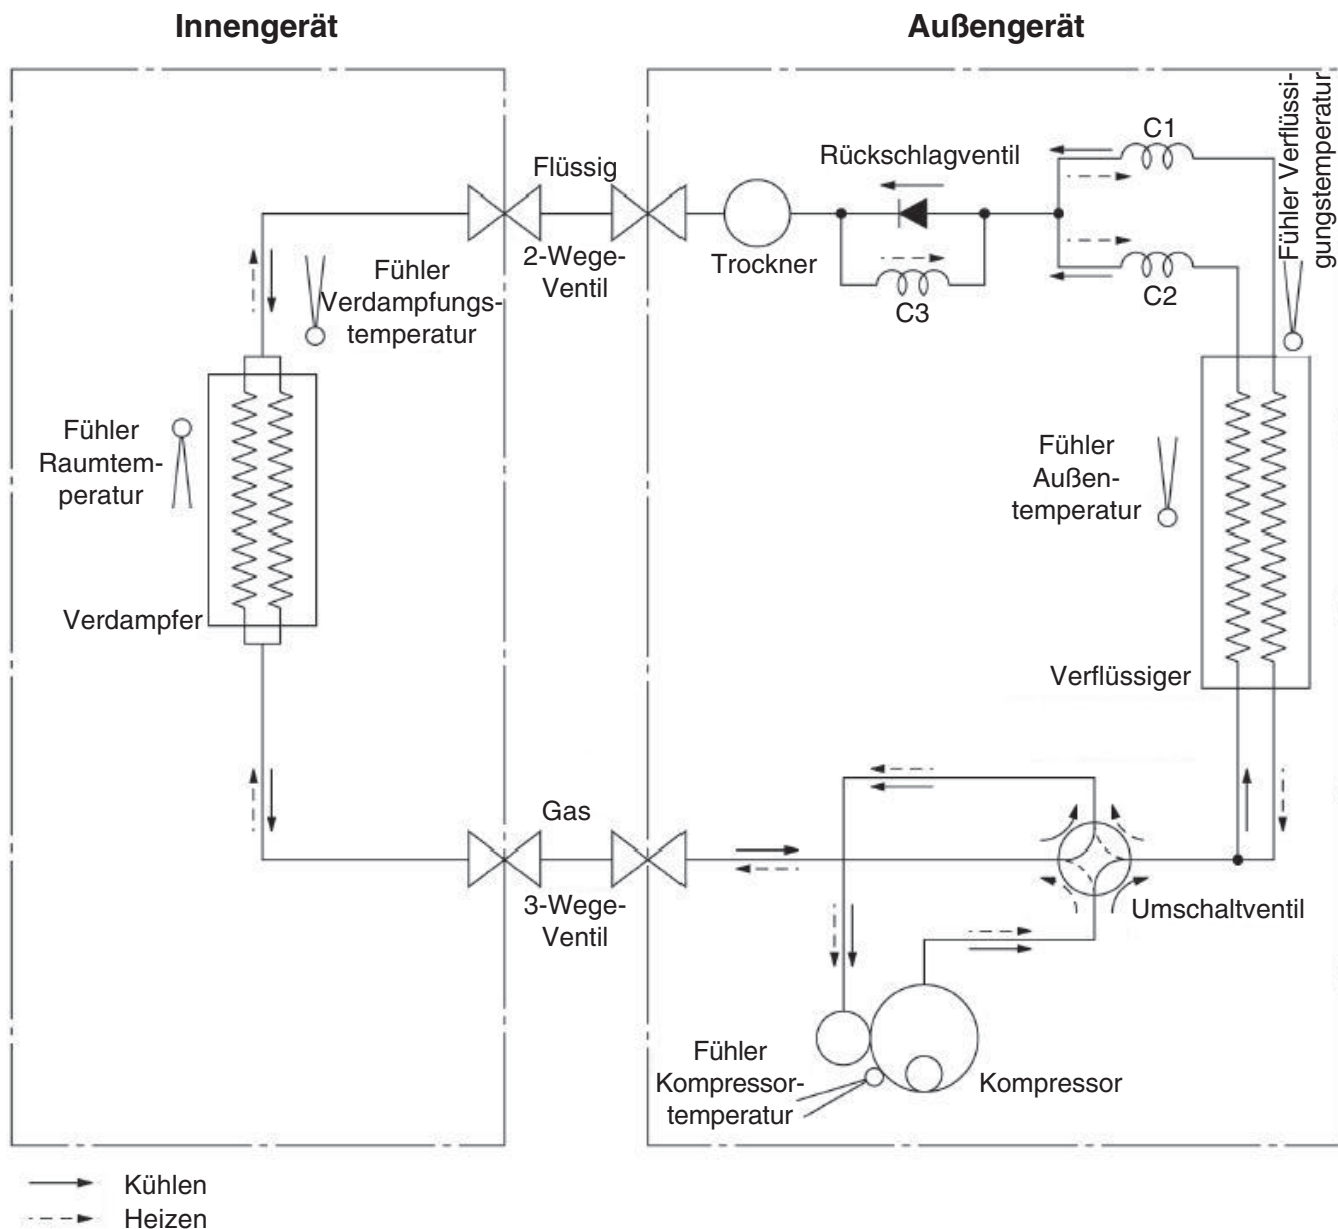 Innengerät
Außengerät
Fühler Verflüssi-
gungstemperatur
C1
Rückschlagventil
Flüssig
2-Wege-
Ventil
Trockner
C3
C2
Fühler
Verdampfungs-
temperatur
Fühler
Raumtem-
peratur
Fühler
Außen-
temperatur
Verdampfer
Verflüssiger
Gas
3-Wege-
Ventil
Umschaltventil
Fühler
Kompressor-
temperatur
Kompressor
Kühlen
Heizen